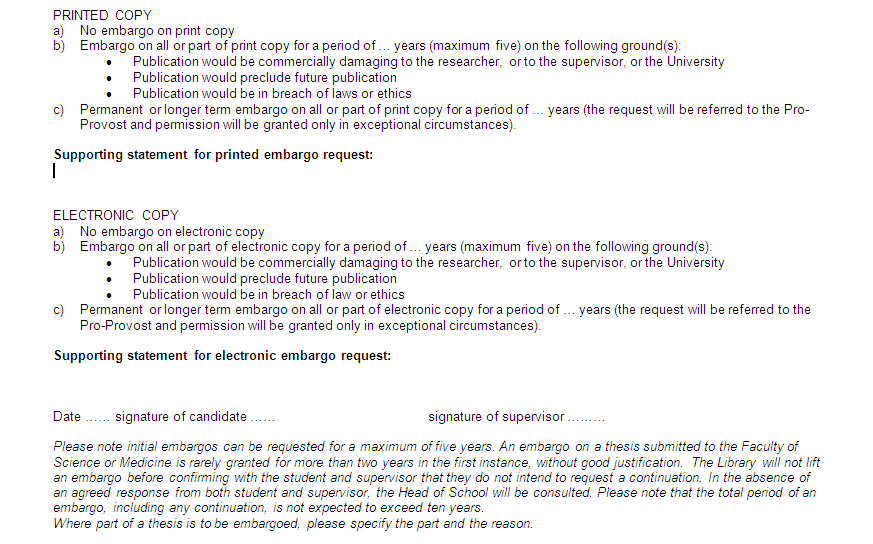 PRINTED COPY
a) No embargo on print copy
b) Embargo on all or part of print copy for a period of ... years (maximum five) on the following ground(s):
• Publication would be commercially damaging to the researcher, or to the supervisor, or the University
• Publication would preclude future publication
• Publication would be in breach of laws or ethics
c) Permanent or longer term embargo on all or part of print copy for a period of ... years (the request will be referred to the Pro-
Provost and permission will be granted only in exceptional circumstances).
Supporting statement for printed embargo request:
ELECTRONIC COPY
a) No embargo on electronic copy
b) Embargo on all or part of electronic copy for a period of ... years (maximum five) on the following ground(s):
• Publication would be commercially damaging to the researcher, or to the supervisor, or the University
• Publication would preclude future publication
• Publication would be in breach of law or ethics
c) Permanent or longer term embargo on all or part of electronic copy for a period of ... years (the request will be referred to the
Pro-Provost and permission will be granted only in exceptional circumstances).
Supporting statement for electronic embargo request:
Date ...... signature of candidate ...... signature of supervisor .........
Please note initial embargos can be requested for a maximum of five years. An embargo on a thesis submitted to the Faculty of
Science or Medicine is rarely granted for more than two years in the first instance, without good justification. The Library will not lift
an embargo before confirming with the student and supervisor that they do not intend to request a continuation. In the absence of
an agreed response from both student and supervisor, the Head of School will be consulted. Please note that the total period of an
embargo, including any continuation, is not expected to exceed ten years.
Where part of a thesis is to be embargoed, please specify the part and the reason.